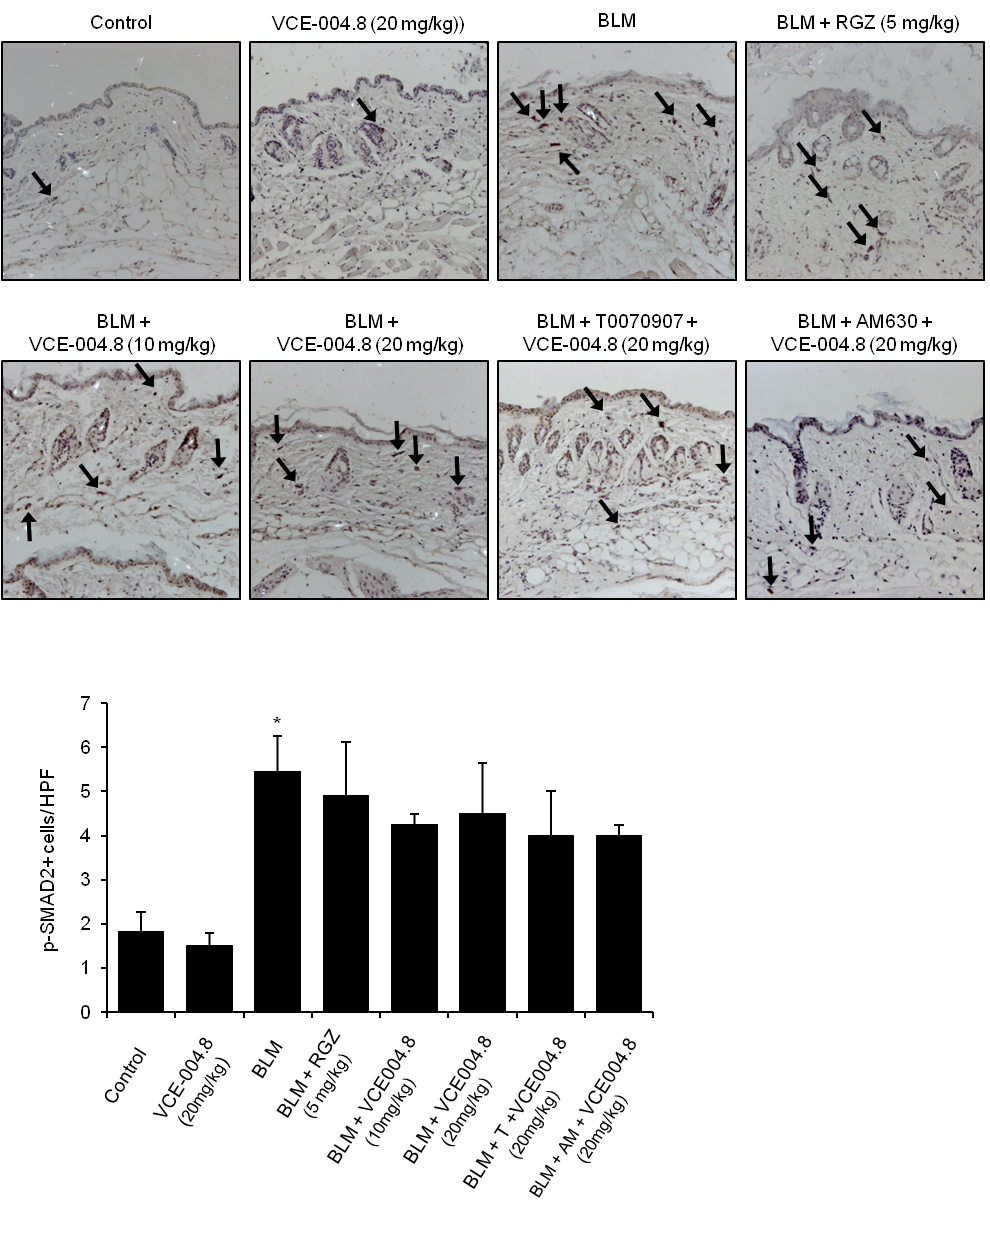 Control
VCE-004.8 (20 mg/kg))
BLM
BLM + RGZ (5 mg/kg)
BLM +
VCE-004.8 (10 mg/kg)
BLM +
VCE-004.8 (20 mg/kg)
BLM + T0070907 +
VCE-004.8 (20 mg/kg)
BLM + AM630 +
VCE-004.8 (20 mg/kg)
p-SMAD2+cells/HPF
7
6
5
4
3
2
1
0
*
Control
VCE-004.8
(20mg/kg)
BLM
BLM + RGZ
(5 mg/kg)
BLM + VCE004.8
(10mg/kg)
BLM + VCE004.8
(20mg/kg)
BLM + T +VCE004.8
(20mg/kg)
BLM + AM + VCE004.8
(20mg/kg)